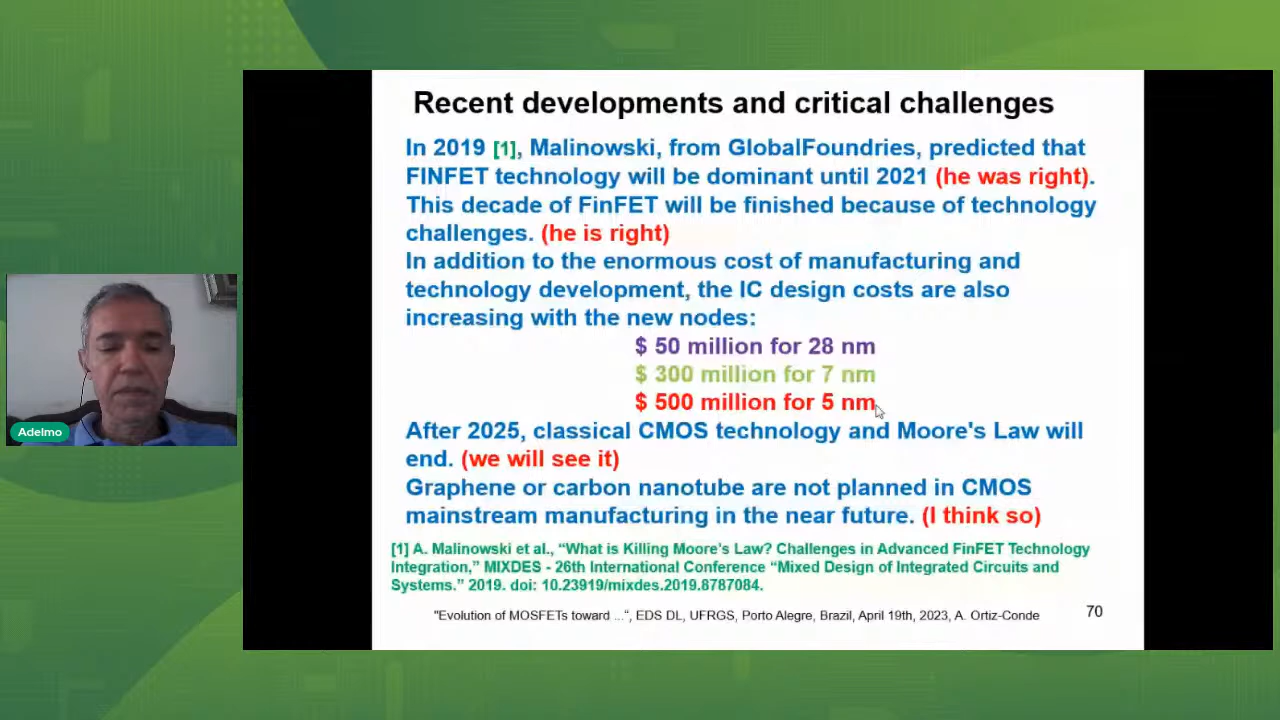 Recent developments and critical challenges
In 2019 [1], Malinowski, from GlobalFoundries, predicted that
FINFET technology will be dominant until 2021 (he was right).
This decade of FinFET will be finished because of technology
challenges. (he is right)
In addition to the enormous cost of manufacturing and
technology development, the IC design costs are also
increasing with the new nodes:
$ 50 million for 28 nm
$ 300 million for 7 nm
$ 500 million for 5 nm
After 2025, classical CMOS technology and Moore's Law will
end. (we will see it)
Graphene or carbon nanotube are not planned in CMOS
mainstream manufacturing in the near future. (I think so)
[1] A. Malinowski et al., “What is Killing Moore’s Law? Challenges in Advanced FinFET Technology
Integration,” MIXDES - 26th International Conference “Mixed Design of Integrated Circuits and
Systems.” 2019. doi: 10.23919/mixdes.2019.8787084.
"Evolution of MOSFETs toward ...“, EDS DL, UFRGS, Porto Alegre, Brazil, April 19th, 2023, A. Ortiz-Conde
70
Adelmo